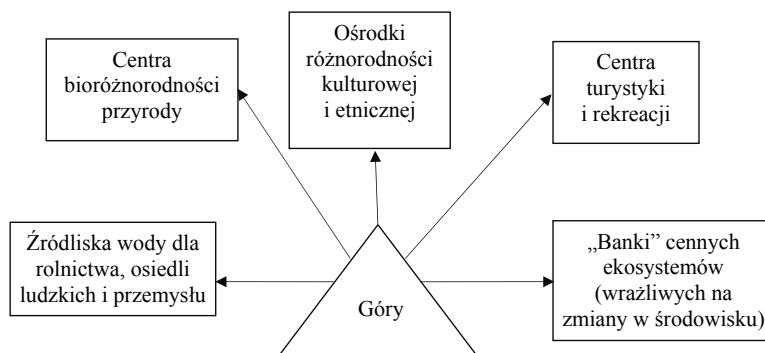 Centra
bioróżnorodności
przyrody
Ośrodki
różnorodności
kulturowej
i etnicznej
Centra
turystyki
i rekreacji
Źródliska wody dla
rolnictwa, osiedli
ludzkich i przemysłu
„Banki” cennych
ekosystemów
(wrażliwych na
zmiany w środowisku)
Góry